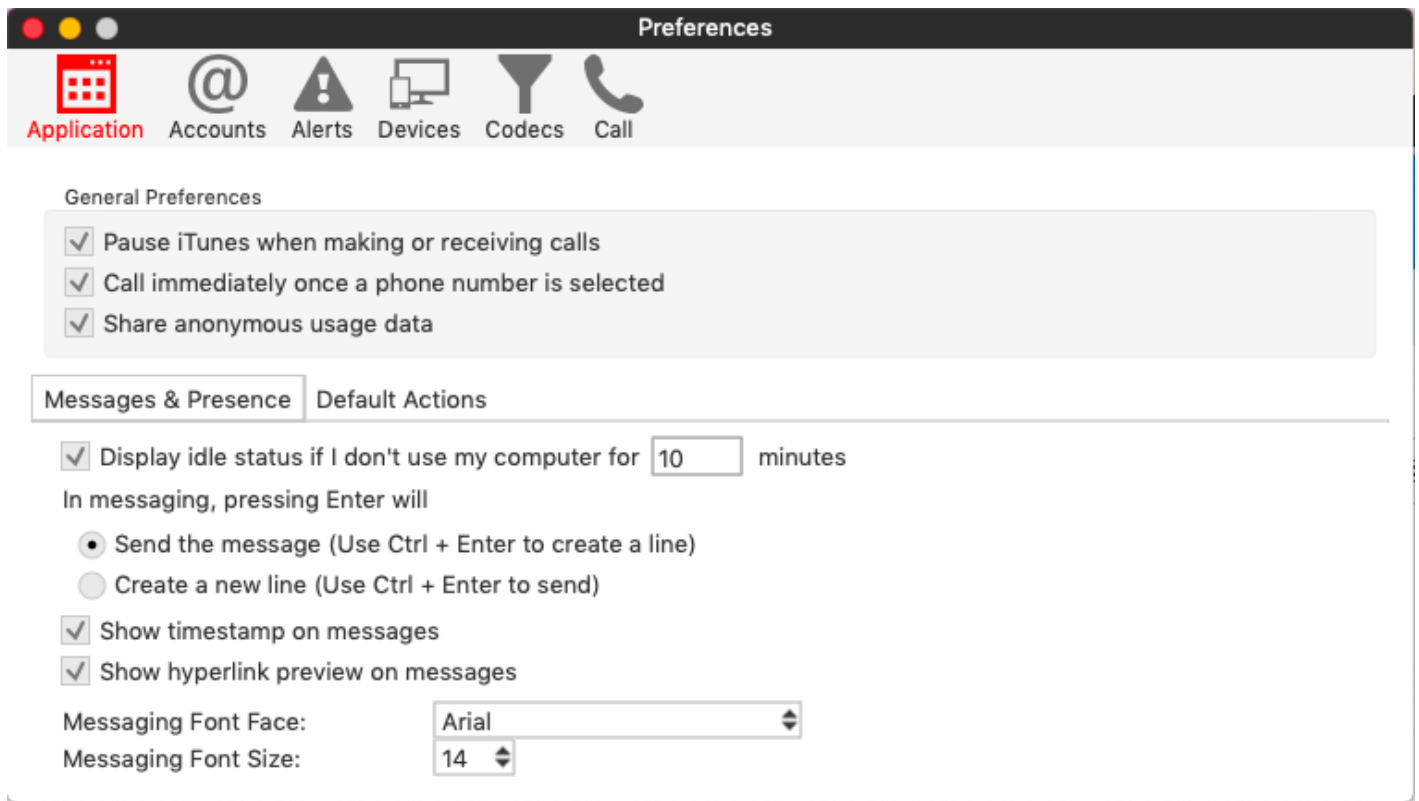 Preferences
Application Accounts Alerts Devices Codecs Call
General Preferences
Pause iTunes when making or receiving calls
Call immediately once a phone number is selected
Share anonymous usage data
Messages & Presence Default Actions
Display idle status if I don't use my computer for 10 minutes
In messaging, pressing Enter will
Send the message (Use Ctrl + Enter to create a line)
Create a new line (Use Ctrl + Enter to send)
Show timestamp on messages
Show hyperlink preview on messages
Messaging Font Face: Arial
Messaging Font Size: 14